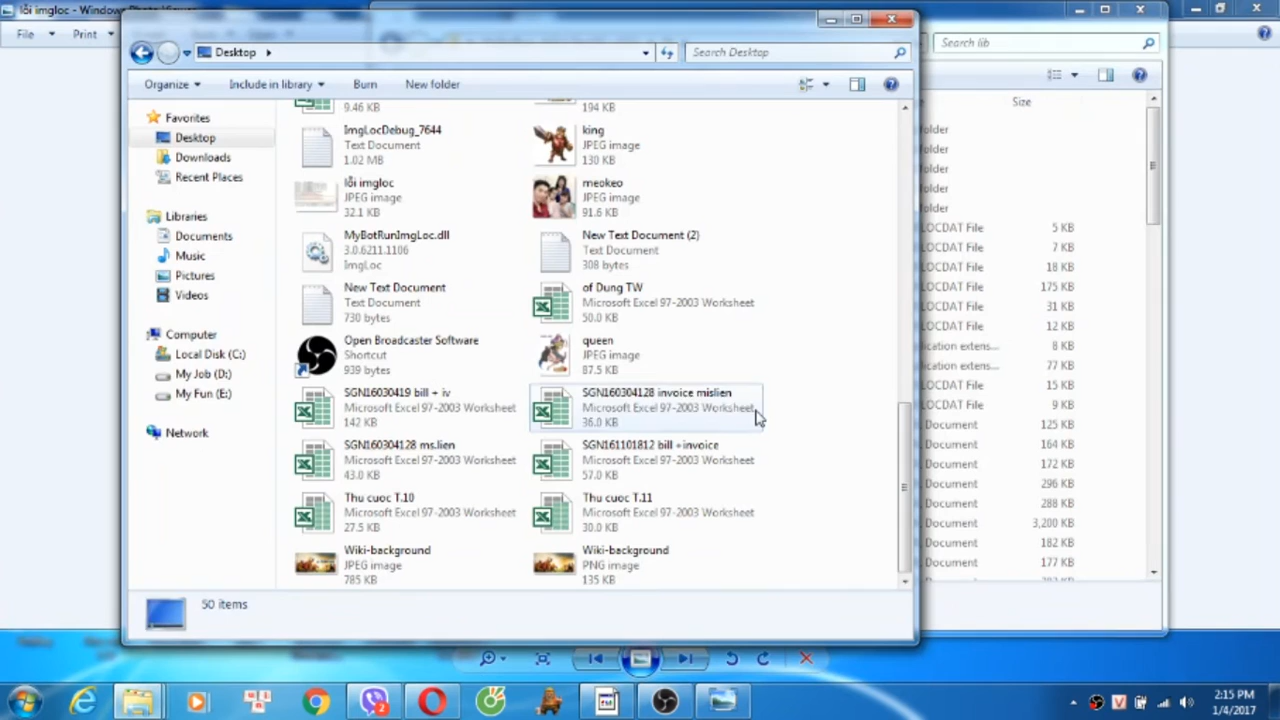 lỗi imgloc - Windows Photo Viewer
File
Print
Desktop
Search Desktop
Search lib
Organize
Include in library
Burn
New folder
Size
Favorites
Desktop
Downloads
Recent Places
Libraries
Documents
Music
Pictures
Videos
Computer
Local Disk (C:)
My Job (D:)
My Fun (E:)
Network
9.46 KB
194 KB
ImgLocDebug_7644
Text Document
1.02 MB
king
JPEG image
130 KB
lỗi imgloc
JPEG image
32.1 KB
meokeo
JPEG image
91.6 KB
MyBotRunImgLoc.dll
3.0.6211.1106
ImgLoc
New Text Document (2)
Text Document
308 bytes
New Text Document
Text Document
730 bytes
of Dung TW
Microsoft Excel 97-2003 Worksheet
50.0 KB
Open Broadcaster Software
Shortcut
939 bytes
queen
JPEG image
87.5 KB
SGN16030419 bill + iv
Microsoft Excel 97-2003 Worksheet
142 KB
SGN160304128 invoice mislien
Microsoft Excel 97-2003 Worksheet
36.0 KB
SGN160304128 ms.lien
Microsoft Excel 97-2003 Worksheet
43.0 KB
SGN161101812 bill +invoice
Microsoft Excel 97-2003 Worksheet
57.0 KB
Thu cuoc T.10
Microsoft Excel 97-2003 Worksheet
27.5 KB
Thu cuoc T.11
Microsoft Excel 97-2003 Worksheet
30.0 KB
Wiki-background
JPEG image
785 KB
Wiki-background
PNG image
135 KB
50 items
folder
folder
folder
folder
folder
LOCDAT File 5 KB
LOCDAT File 7 KB
LOCDAT File 18 KB
LOCDAT File 175 KB
LOCDAT File 31 KB
LOCDAT File 12 KB
ication extens... 8 KB
ication extens... 77 KB
LOCDAT File 15 KB
LOCDAT File 9 KB
Document 125 KB
Document 164 KB
Document 172 KB
Document 296 KB
Document 288 KB
Document 3,200 KB
Document 182 KB
Document 177 KB
2
2:15 PM
1/4/2017